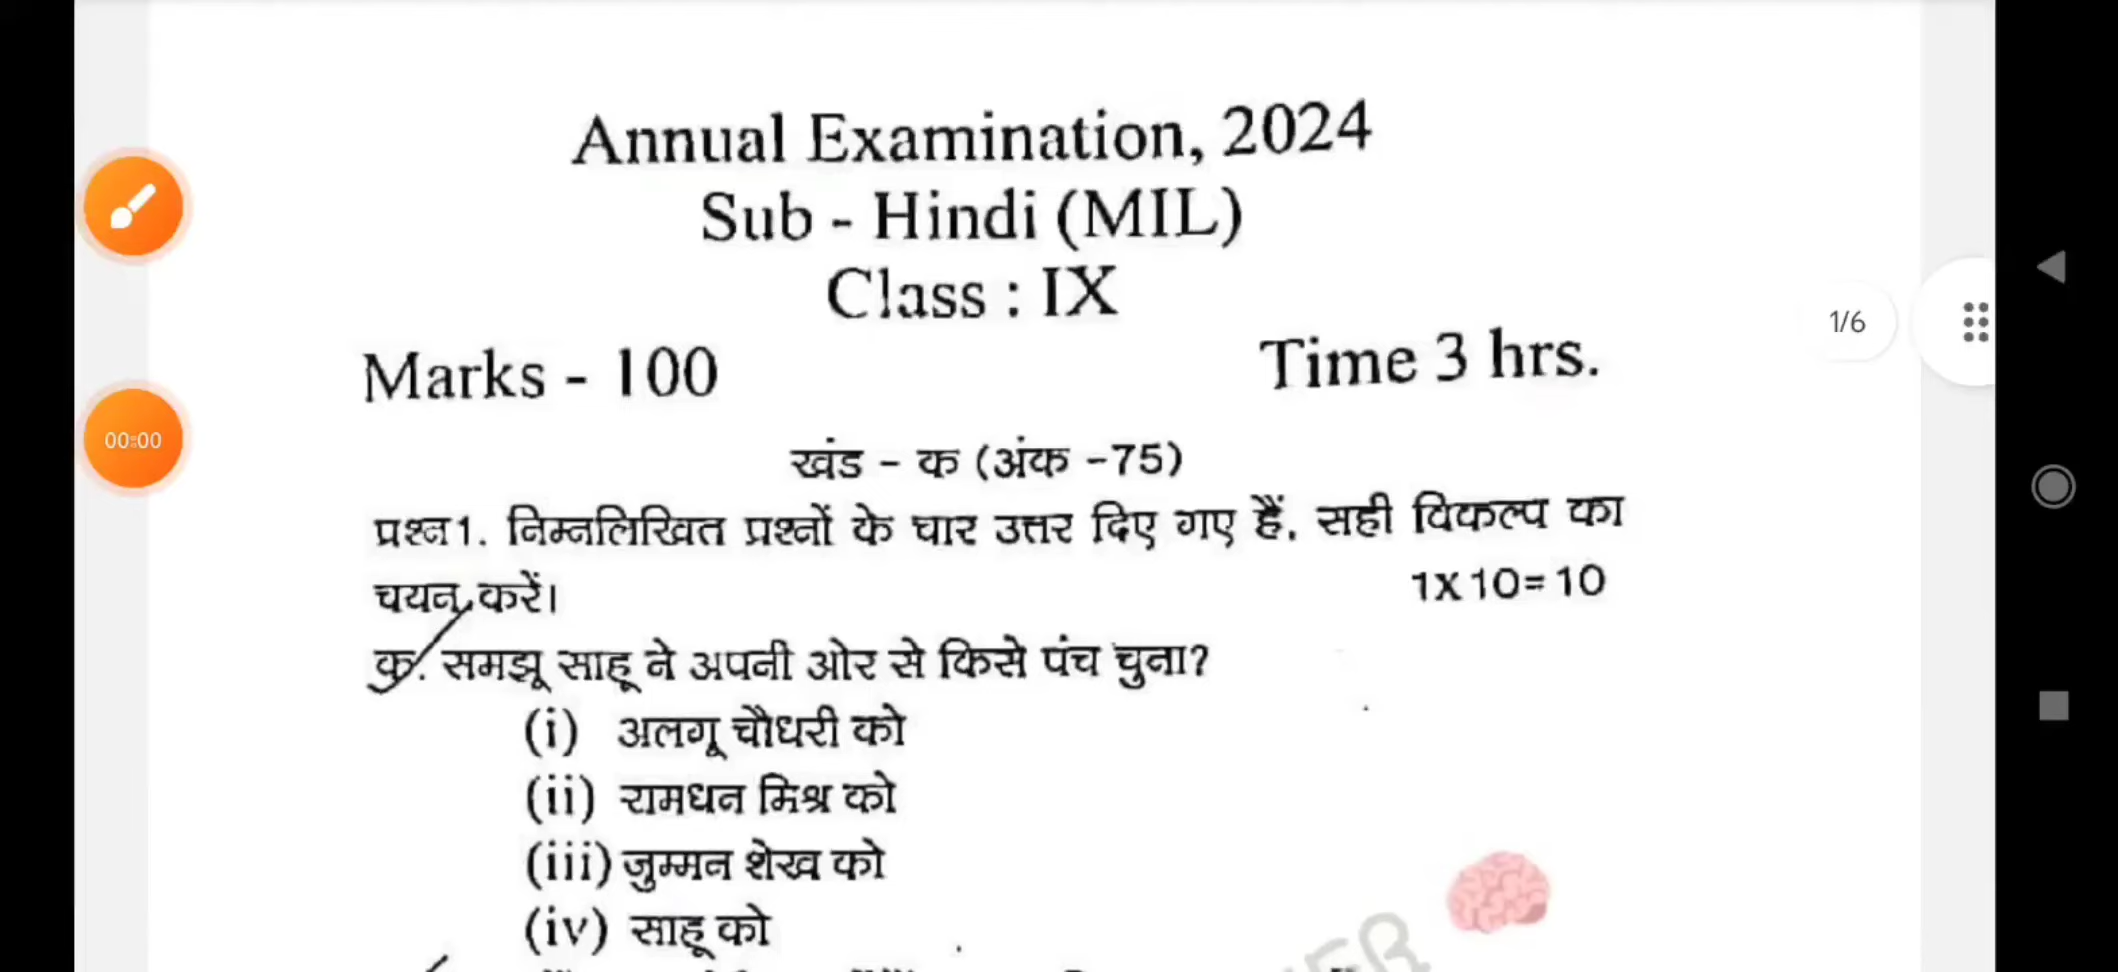 Annual Examination, 2024
Sub - Hindi (MIL)
Class : IX
1/6
Marks - 100 Time 3 hrs.
00:00
खंड - क (अंक -75)
प्रश्न1. निम्नलिखित प्रश्नों के चार उत्तर दिए गए हैं, सही विकल्प का
चयन करें। 1X10=10
क. समझू साहू ने अपनी ओर से किसे पंच चुना?
(i) अलगू चौधरी को
(ii) रामधन मिश्र को
(iii) जुम्मन शेख को
(iv) साहू को